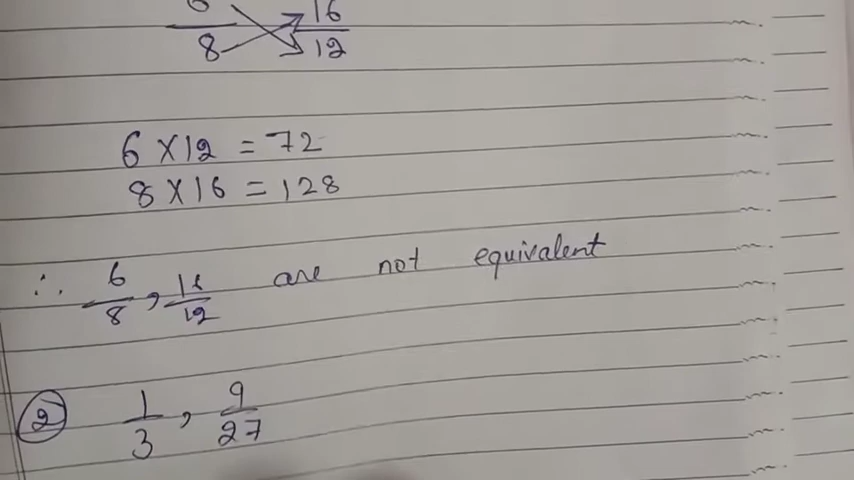 6/8 16/12
6 × 12 = 72
8 × 16 = 128
∴ 6/8, 16/12 are not equivalent
② 1/3, 9/27